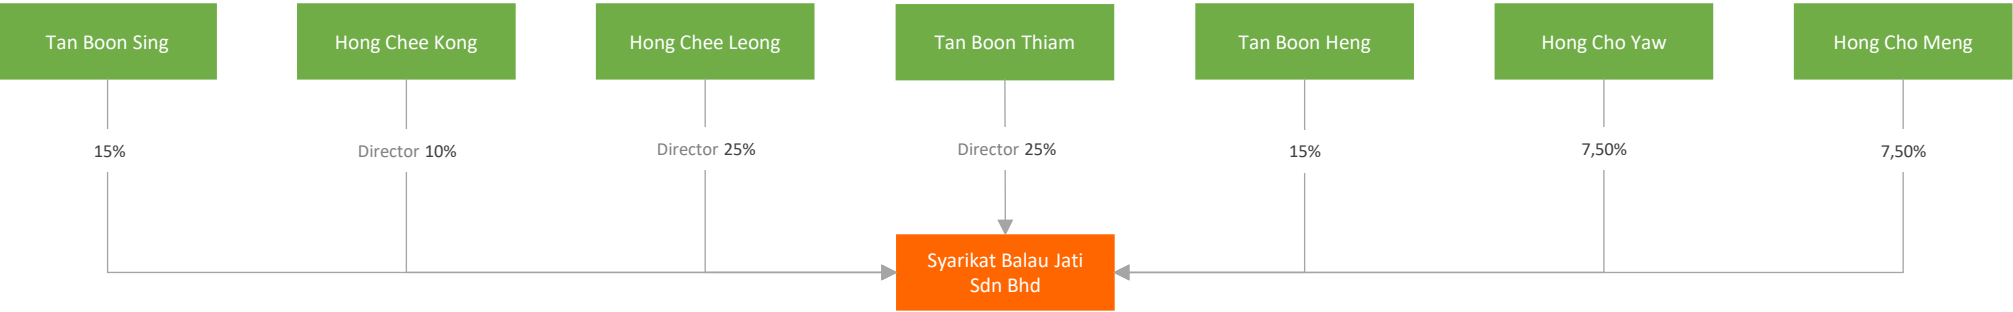 Tan Boon Sing
Hong Chee Kong
Hong Chee Leong
Tan Boon Thiam
Tan Boon Heng
Hong Cho Yaw
Hong Cho Meng
15%
Director 10%
Director 25%
Director 25%
15%
7,50%
7,50%
Syarikat Balau Jati
Sdn Bhd